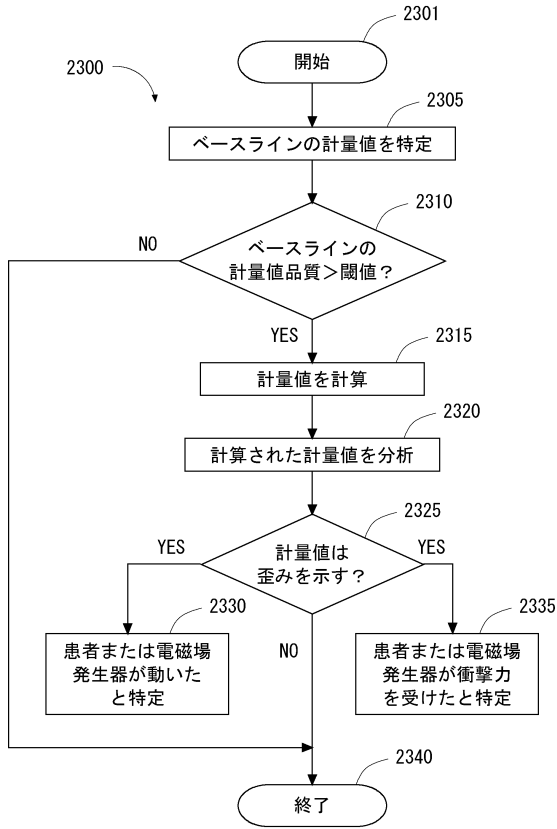 2301
開始
2300
2305
ベースラインの計量値を特定
2310
NO
ベースラインの
計量値品質>閾値?
YES
2315
計量値を計算
2320
計算された計量値を分析
2325
YES
計量値は
歪みを示す?
YES
2330
患者または電磁場
発生器が動いた
と特定
NO
2335
患者または電磁場
発生器が衝撃力
を受けたと特定
2340
終了